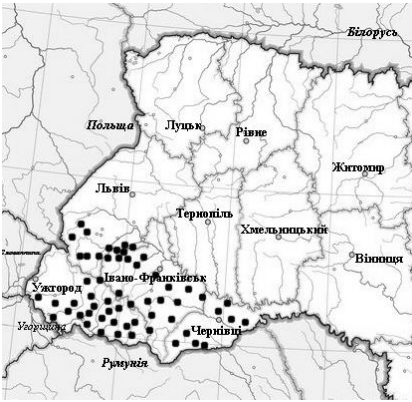 Білорусь
Польща
Луцьк
Рівне
Житомир
Львів
Тернопіль
Хмельницький
Вінниця
Івано-Франківськ
Ужгород
Угорщина
Чернівці
Румунія